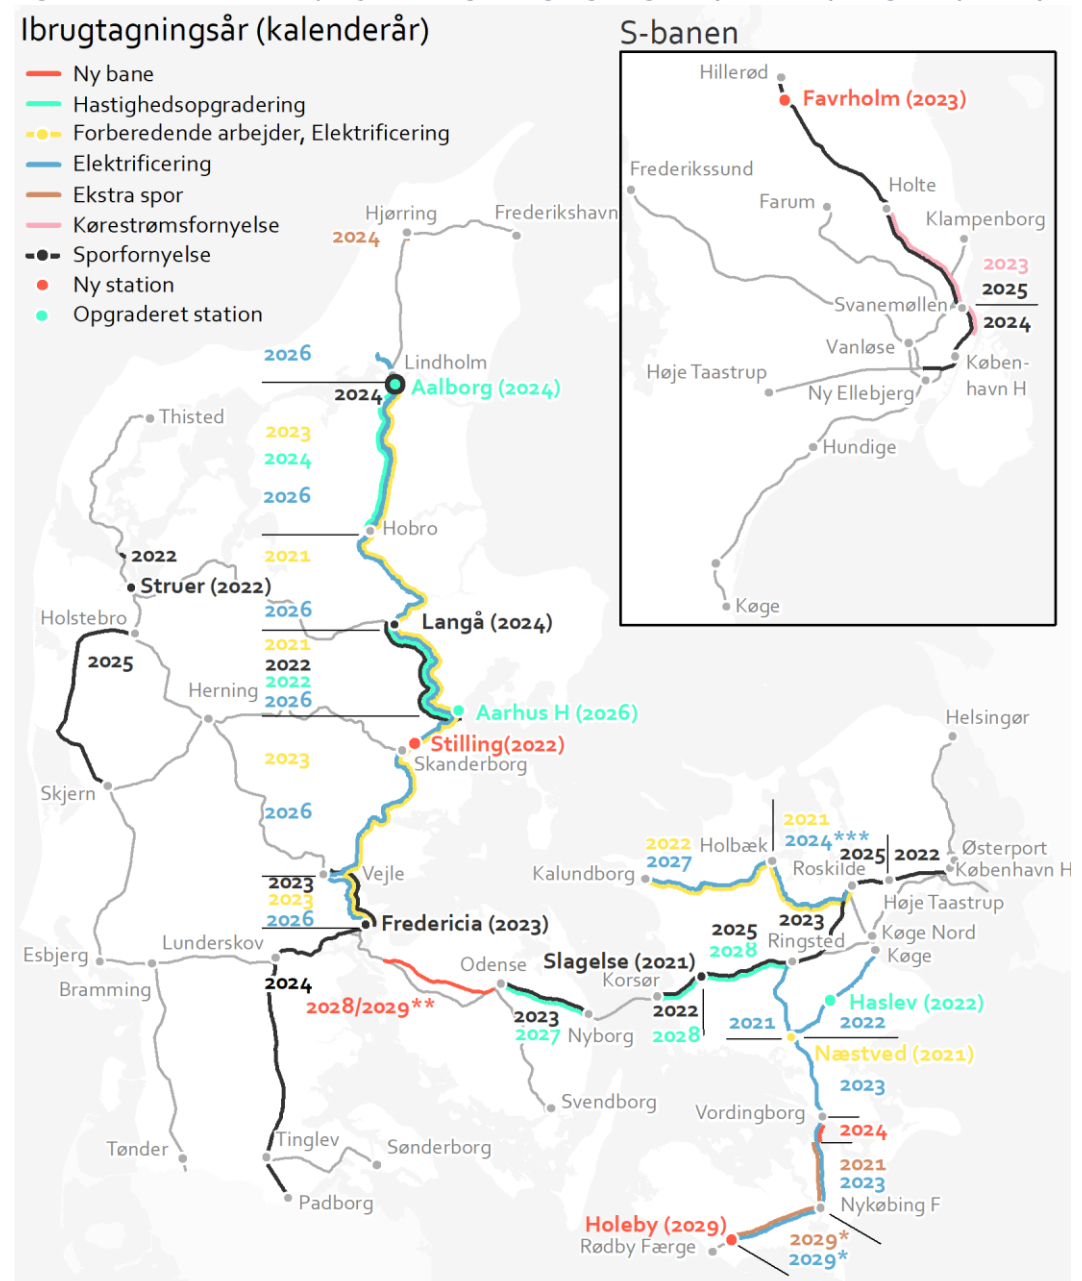 Ibrugtagningsår (kalenderår)
Ny bane
Hastighedsopgradering
Forberedende arbejder, Elektrificering
Elektrificering
Ekstra spor
Kørestrømsfornyelse
Sporfornyelse
Ny station
Opgraderet station
S-banen
Hillerød
Favrholm (2023)
Frederikssund
Holte
Farum
Klampenborg
2023
2025
Svanemøllen
2024
Vanløse
Køben-
havn H
Høje Taastrup
Ny Ellebjerg
Hundige
Køge
Hjørring
Frederikshavn
2024
2026
Lindholm
2024
Aalborg (2024)
Thisted
2023
2024
2026
Hobro
2022
2021
Struer (2022)
2026
Holstebro
Langå (2024)
2021
2025
2022
2022
Herning
2026
Aarhus H (2026)
Stilling(2022)
2023
Skanderborg
Skjern
2026
Helsingør
2021
2024***
2022
2027
Holbæk
Roskilde
2025
2022
Østerport
København H
Kalundborg
Høje Taastrup
Vejle
2023
2023
2026
Fredericia (2023)
2023
2025
2028
Ringsted
Køge Nord
Køge
Esbjerg
Lunderskov
Bramming
2024
Odense
Slagelse (2021)
Korsør
2028/2029**
2023
2027
Nyborg
2022
2028
2021
Haslev (2022)
2022
Næstved (2021)
2023
Svendborg
Vordingborg
2024
Tønder
Tinglev
Sønderborg
2021
2023
Padborg
Nykøbing F
Holeby (2029)
Rødby Færge
2029*
2029*